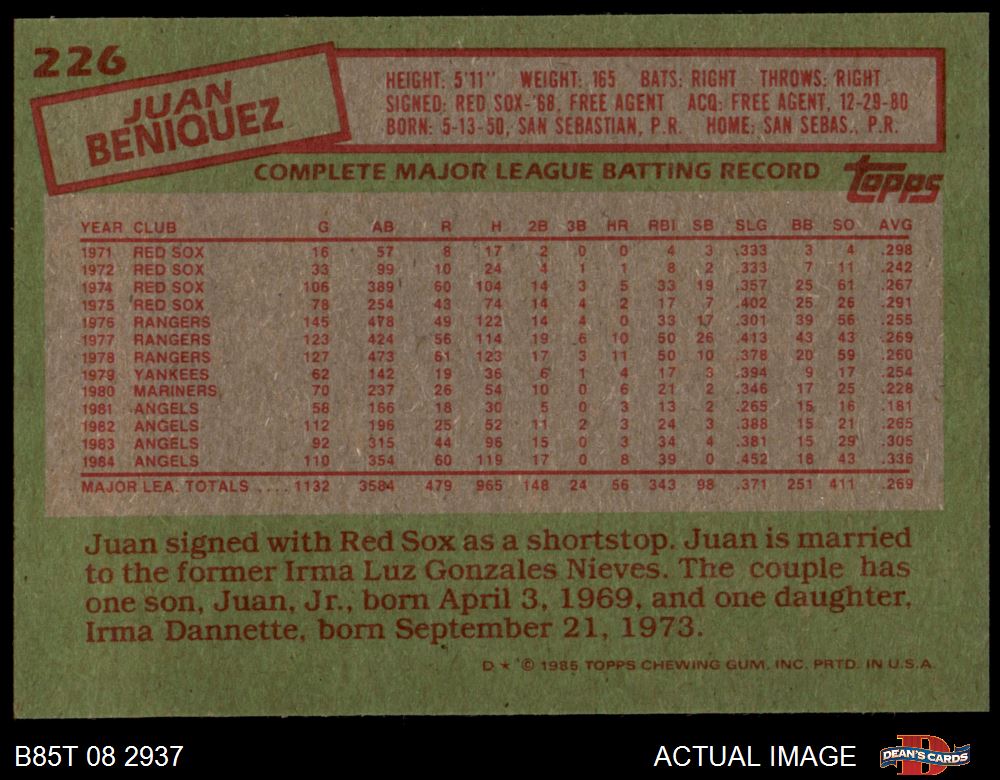 226
JUAN
BENIQUEZ
HEIGHT: 5'11" WEIGHT: 165 BATS: RIGHT THROWS: RIGHT
SIGNED: RED SOX-'68, FREE AGENT ACQ: FREE AGENT, 12-29-80
BORN: 5-13-50, SAN SEBASTIAN, P.R. HOME: SAN SEBAS., P.R.
COMPLETE MAJOR LEAGUE BATTING RECORD
topps
YEAR CLUB G AB R H 2B 3B HR RBI SB SLG BB SO AVG
1971 RED SOX 16 57 8 17 2 0 0 4 3 .333 3 4 .298
1972 RED SOX 33 99 10 24 4 1 1 8 2 .333 7 11 .242
1974 RED SOX 106 389 60 104 14 3 5 33 19 .357 25 61 .267
1975 RED SOX 78 254 43 74 14 4 2 17 7 .402 25 26 .291
1976 RANGERS 145 478 49 122 14 4 0 33 17 .301 39 56 .255
1977 RANGERS 123 424 56 114 19 6 10 50 26 .413 43 43 .269
1978 RANGERS 127 473 61 123 17 3 11 50 10 .378 20 59 .260
1979 YANKEES 62 142 19 36 6 1 4 17 3 .394 9 17 .254
1980 MARINERS 70 237 26 54 10 0 6 21 2 .346 17 25 .228
1981 ANGELS 58 166 18 30 5 0 3 13 2 .265 15 16 .181
1982 ANGELS 112 196 25 52 11 2 3 24 3 .388 15 21 .265
1983 ANGELS 92 315 44 96 15 0 3 34 4 .381 15 29 .305
1984 ANGELS 110 354 60 119 17 0 8 39 0 .452 18 43 .336
MAJOR LEA. TOTALS .... 1132 3584 479 965 148 24 56 343 98 .371 251 411 .269
Juan signed with Red Sox as a shortstop. Juan is married
to the former Irma Luz Gonzales Nieves. The couple has
one son, Juan, Jr., born April 3, 1969, and one daughter,
Irma Dannette, born September 21, 1973.
D ★ © 1985 TOPPS CHEWING GUM, INC. PRTD. IN U.S.A.
B85T 08 2937
ACTUAL IMAGE
D
DEAN'S CARDS